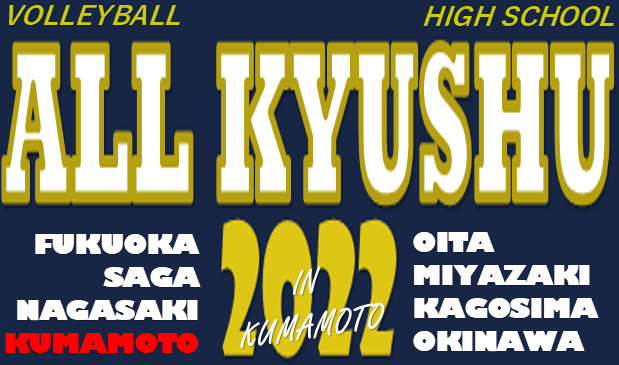 VOLLEYBALL
HIGH SCHOOL
ALL KYUSHU
2022
IN
KUMAMOTO
FUKUOKA
SAGA
NAGASAKI
KUMAMOTO
OITA
MIYAZAKI
KAGOSIMA
OKINAWA